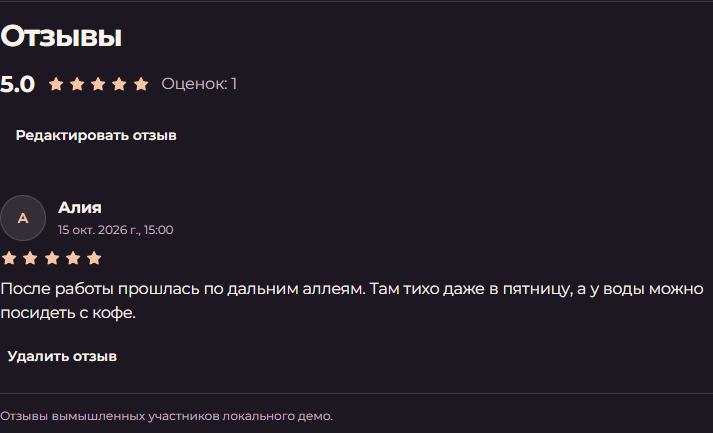 Отзывы
5.0 Оценок: 1
Редактировать отзыв
А
Алия
15 окт. 2026 г., 15:00
После работы прошлась по дальним аллеям. Там тихо даже в пятницу, а у воды можно
посидеть с кофе.
Удалить отзыв
Отзывы вымышленных участников локального демо.